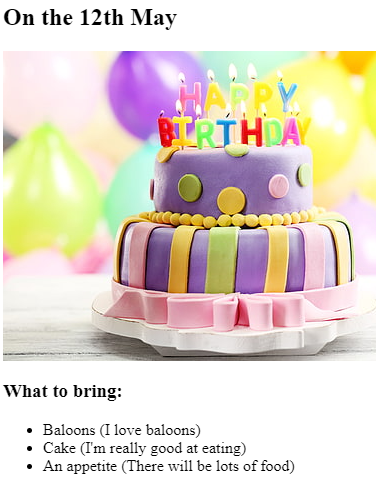 On the 12th May
HAPPY
BIRTHDAY
What to bring:
Baloons (I love baloons)
Cake (I'm really good at eating)
An appetite (There will be lots of food)